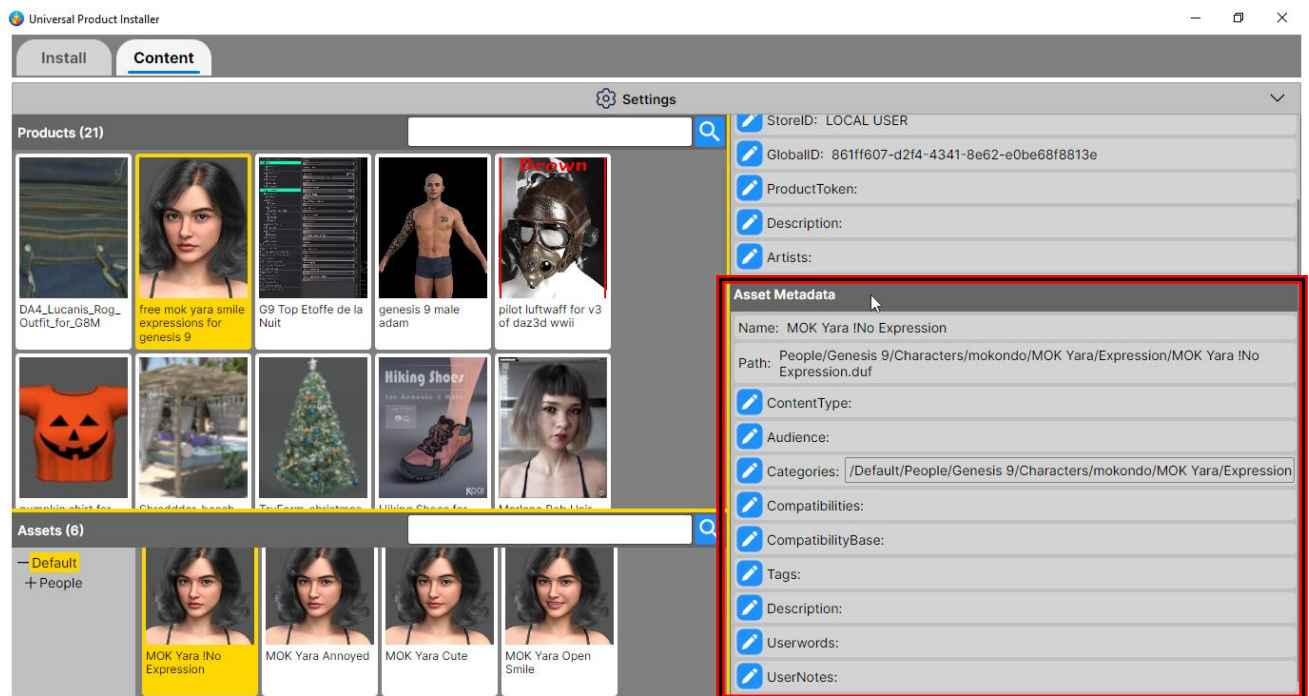 Universal Product Installer
Install
Content
Settings
Products (21)
DA4_Lucanis_Rog_
Outfit_for_G8M
free mok yara smile
expressions for
genesis 9
G9 Top Etoffe de la
Nuit
genesis 9 male
adam
Brown
pilot luftwaff for v3
of daz3d wwii
Hiking Shoes
for Genesis 3 Male
KOOI
Assets (6)
Default
People
MOK Yara !No
Expression
MOK Yara Annoyed
MOK Yara Cute
MOK Yara Open
Smile
StoreID: LOCAL USER
GlobalID: 861ff607-d2f4-4341-8e62-e0be68f8813e
ProductToken:
Description:
Artists:
Asset Metadata
Name: MOK Yara !No Expression
Path: People/Genesis 9/Characters/mokondo/MOK Yara/Expression/MOK Yara !No
Expression.duf
ContentType:
Audience:
Categories: /Default/People/Genesis 9/Characters/mokondo/MOK Yara/Expression
Compatibilities:
CompatibilityBase:
Tags:
Description:
Userwords:
UserNotes: